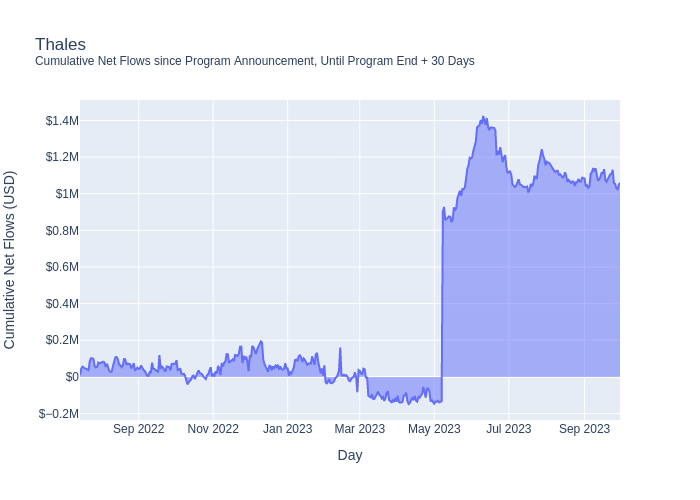 Thales
Cumulative Net Flows since Program Announcement, Until Program End + 30 Days
Cumulative Net Flows (USD)
$1.4M
$1.2M
$1M
$0.8M
$0.6M
$0.4M
$0.2M
$0
$−0.2M
Sep 2022
Nov 2022
Jan 2023
Mar 2023
May 2023
Jul 2023
Sep 2023
Day